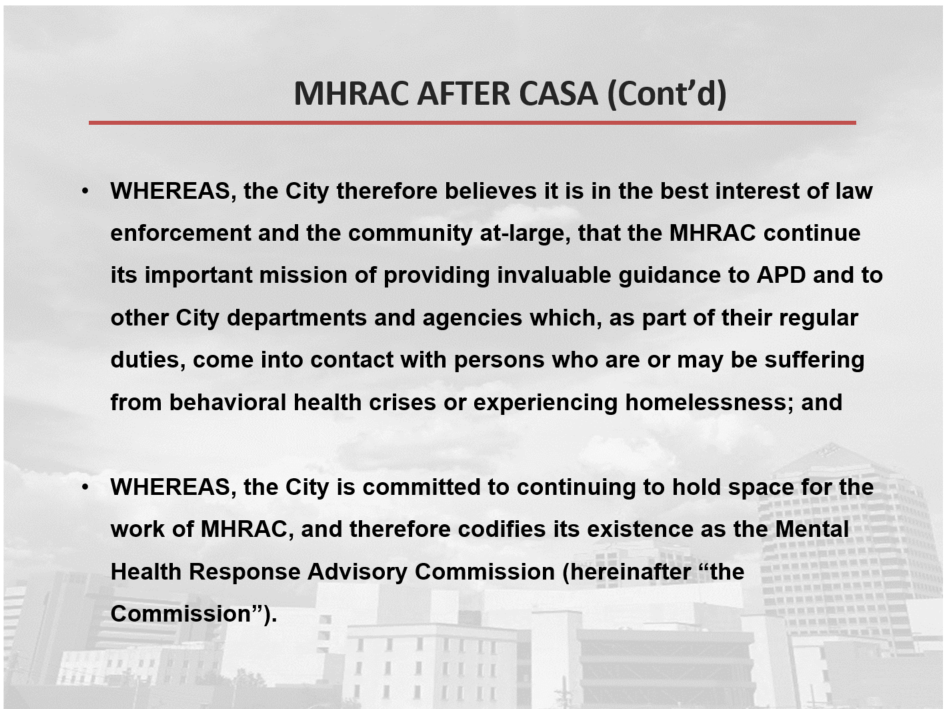 MHRAC AFTER CASA (Cont’d)
• WHEREAS, the City therefore believes it is in the best interest of law
enforcement and the community at-large, that the MHRAC continue
its important mission of providing invaluable guidance to APD and to
other City departments and agencies which, as part of their regular
duties, come into contact with persons who are or may be suffering
from behavioral health crises or experiencing homelessness; and
• WHEREAS, the City is committed to continuing to hold space for the
work of MHRAC, and therefore codifies its existence as the Mental
Health Response Advisory Commission (hereinafter “the
Commission”).